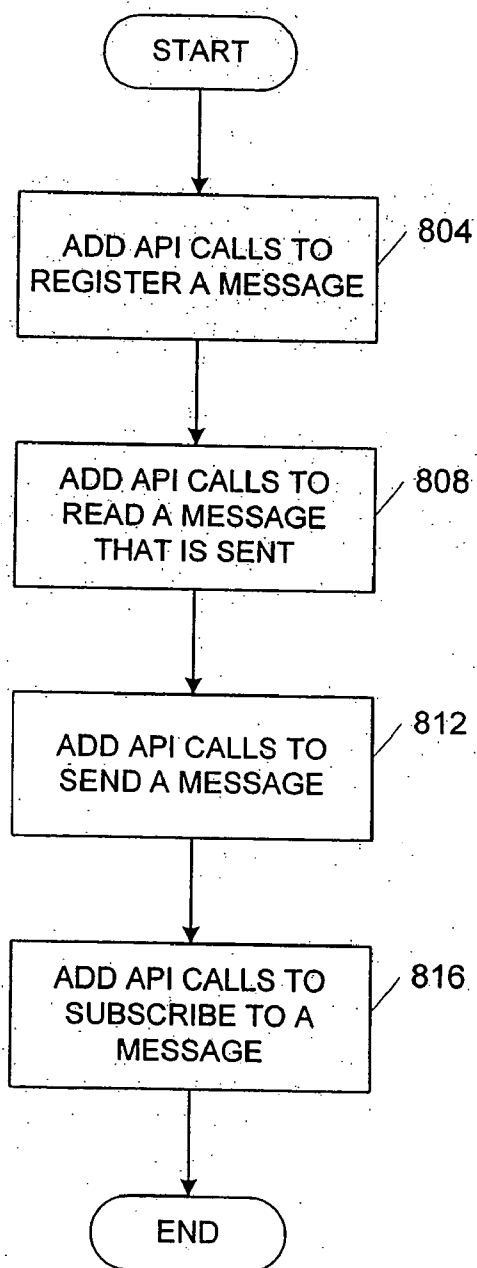 START
ADD API CALLS TO
REGISTER A MESSAGE
804
ADD API CALLS TO
READ A MESSAGE
THAT IS SENT
808
ADD API CALLS TO
SEND A MESSAGE
812
ADD API CALLS TO
SUBSCRIBE TO A
MESSAGE
816
END